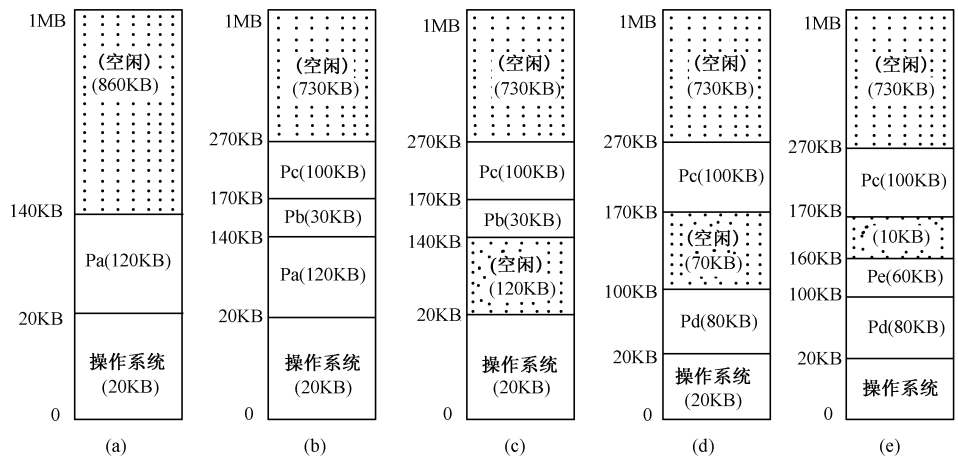 1MB
(空闲)
(860KB)
140KB
Pa(120KB)
20KB
操作系统
(20KB)
0
(a)
1MB
(空闲)
(730KB)
270KB
Pc(100KB)
170KB
Pb(30KB)
140KB
Pa(120KB)
20KB
操作系统
(20KB)
0
(b)
1MB
(空闲)
(730KB)
270KB
Pc(100KB)
170KB
Pb(30KB)
140KB
(空闲)
(120KB)
20KB
操作系统
(20KB)
0
(c)
1MB
(空闲)
(730KB)
270KB
Pc(100KB)
170KB
(空闲)
(70KB)
100KB
Pd(80KB)
20KB
操作系统
(20KB)
0
(d)
1MB
(空闲)
(730KB)
270KB
Pc(100KB)
170KB
(10KB)
160KB
Pe(60KB)
100KB
Pd(80KB)
20KB
操作系统
0
(e)